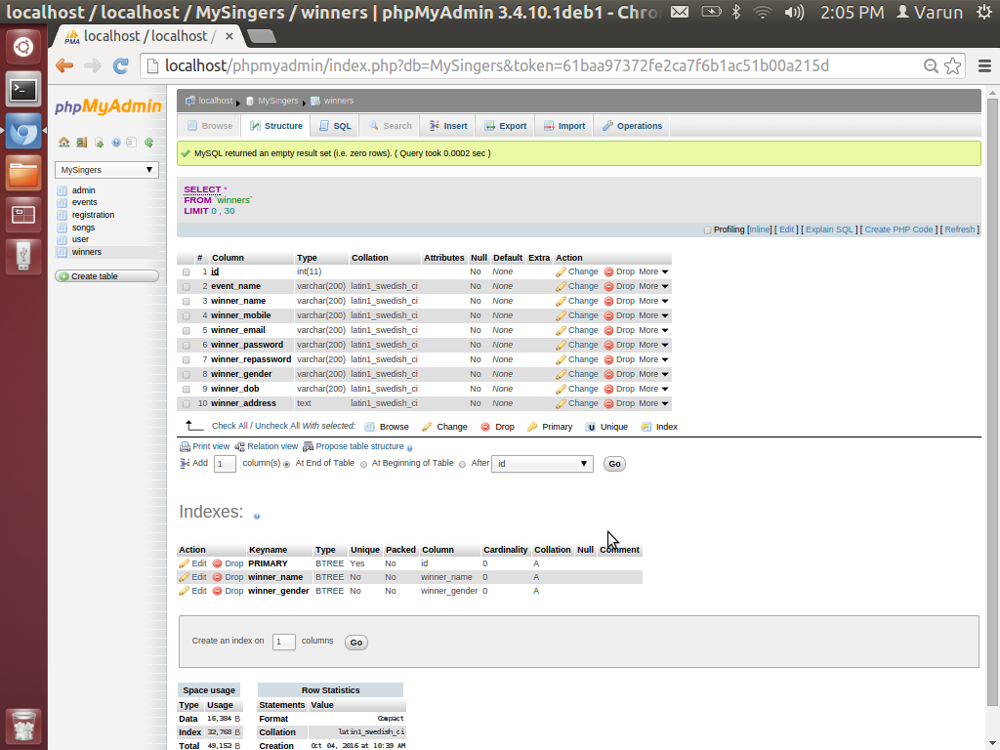 localhost / localhost / MySingers / winners | phpMyAdmin 3.4.10.1deb1 - Chro 2:05 PM Varun
PMA localhost / localhost / ×
localhost/phpmyadmin/index.php?db=MySingers&token=61baa97372fe2ca7f6b1ac51b00a215d
phpMyAdmin
MySingers
admin
events
registration
songs
user
winners
Create table
localhost MySingers winners
Browse Structure SQL Search Insert Export Import Operations
MySQL returned an empty result set (i.e. zero rows). ( Query took 0.0002 sec )
SELECT *
FROM `winners`
LIMIT 0 , 30
Profiling [Inline] [ Edit ] [ Explain SQL ] [ Create PHP Code ] [ Refresh ]
# Column Type Collation Attributes Null Default Extra Action
1 id int(11) No None Change Drop More
2 event_name varchar(200) latin1_swedish_ci No None Change Drop More
3 winner_name varchar(200) latin1_swedish_ci No None Change Drop More
4 winner_mobile varchar(200) latin1_swedish_ci No None Change Drop More
5 winner_email varchar(200) latin1_swedish_ci No None Change Drop More
6 winner_password varchar(200) latin1_swedish_ci No None Change Drop More
7 winner_repassword varchar(200) latin1_swedish_ci No None Change Drop More
8 winner_gender varchar(200) latin1_swedish_ci No None Change Drop More
9 winner_dob varchar(200) latin1_swedish_ci No None Change Drop More
10 winner_address text latin1_swedish_ci No None Change Drop More
Check All / Uncheck All With selected: Browse Change Drop Primary Unique Index
Print view Relation view Propose table structure
Add 1 column(s) At End of Table At Beginning of Table After id Go
Indexes:
Action Keyname Type Unique Packed Column Cardinality Collation Null Comment
Edit Drop PRIMARY BTREE Yes No id 0 A
Edit Drop winner_name BTREE No No winner_name 0 A
Edit Drop winner_gender BTREE No No winner_gender 0 A
Create an index on 1 columns Go
Space usage
Type Usage
Data 16,384 B
Index 32,768 B
Total 49,152 B
Row Statistics
Statements Value
Format Compact
Collation latin1_swedish_ci
Creation Oct 04, 2016 at 10:39 AM